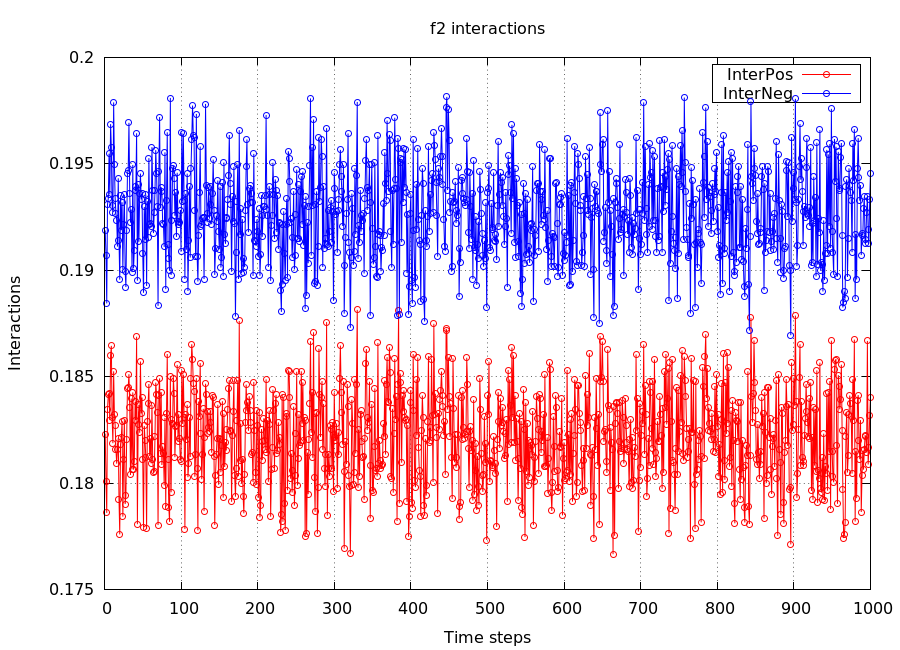 f2 interactions
0.2
0.195
0.19
0.185
0.18
0.175
Interactions
InterPos
InterNeg
0 100 200 300 400 500 600 700 800 900 1000
Time steps